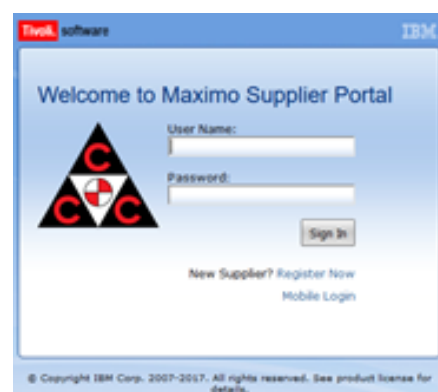 Tivoli. software
IBM
Welcome to Maximo Supplier Portal
User Name:
C
C C
Password:
Sign In
New Supplier? Register Now
Mobile Login
© Copyright IBM Corp. 2007-2017. All rights reserved. See product license for
details.